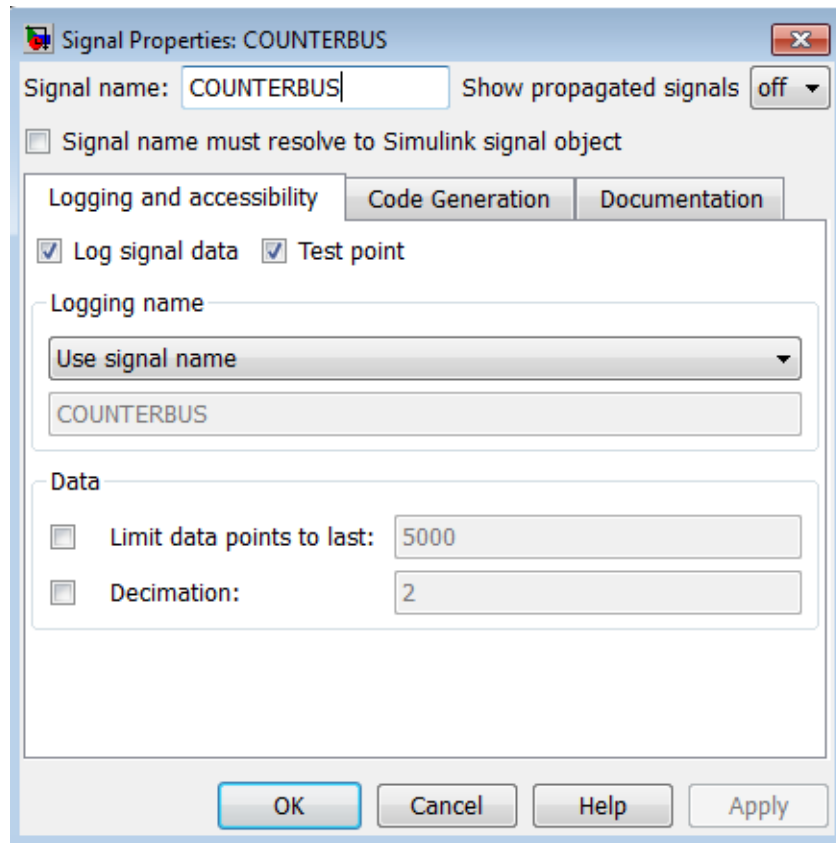 Signal Properties: COUNTERBUS
Signal name: COUNTERBUS Show propagated signals off
Signal name must resolve to Simulink signal object
Logging and accessibility Code Generation Documentation
Log signal data Test point
Logging name
Use signal name
COUNTERBUS
Data
Limit data points to last: 5000
Decimation: 2
OK Cancel Help Apply